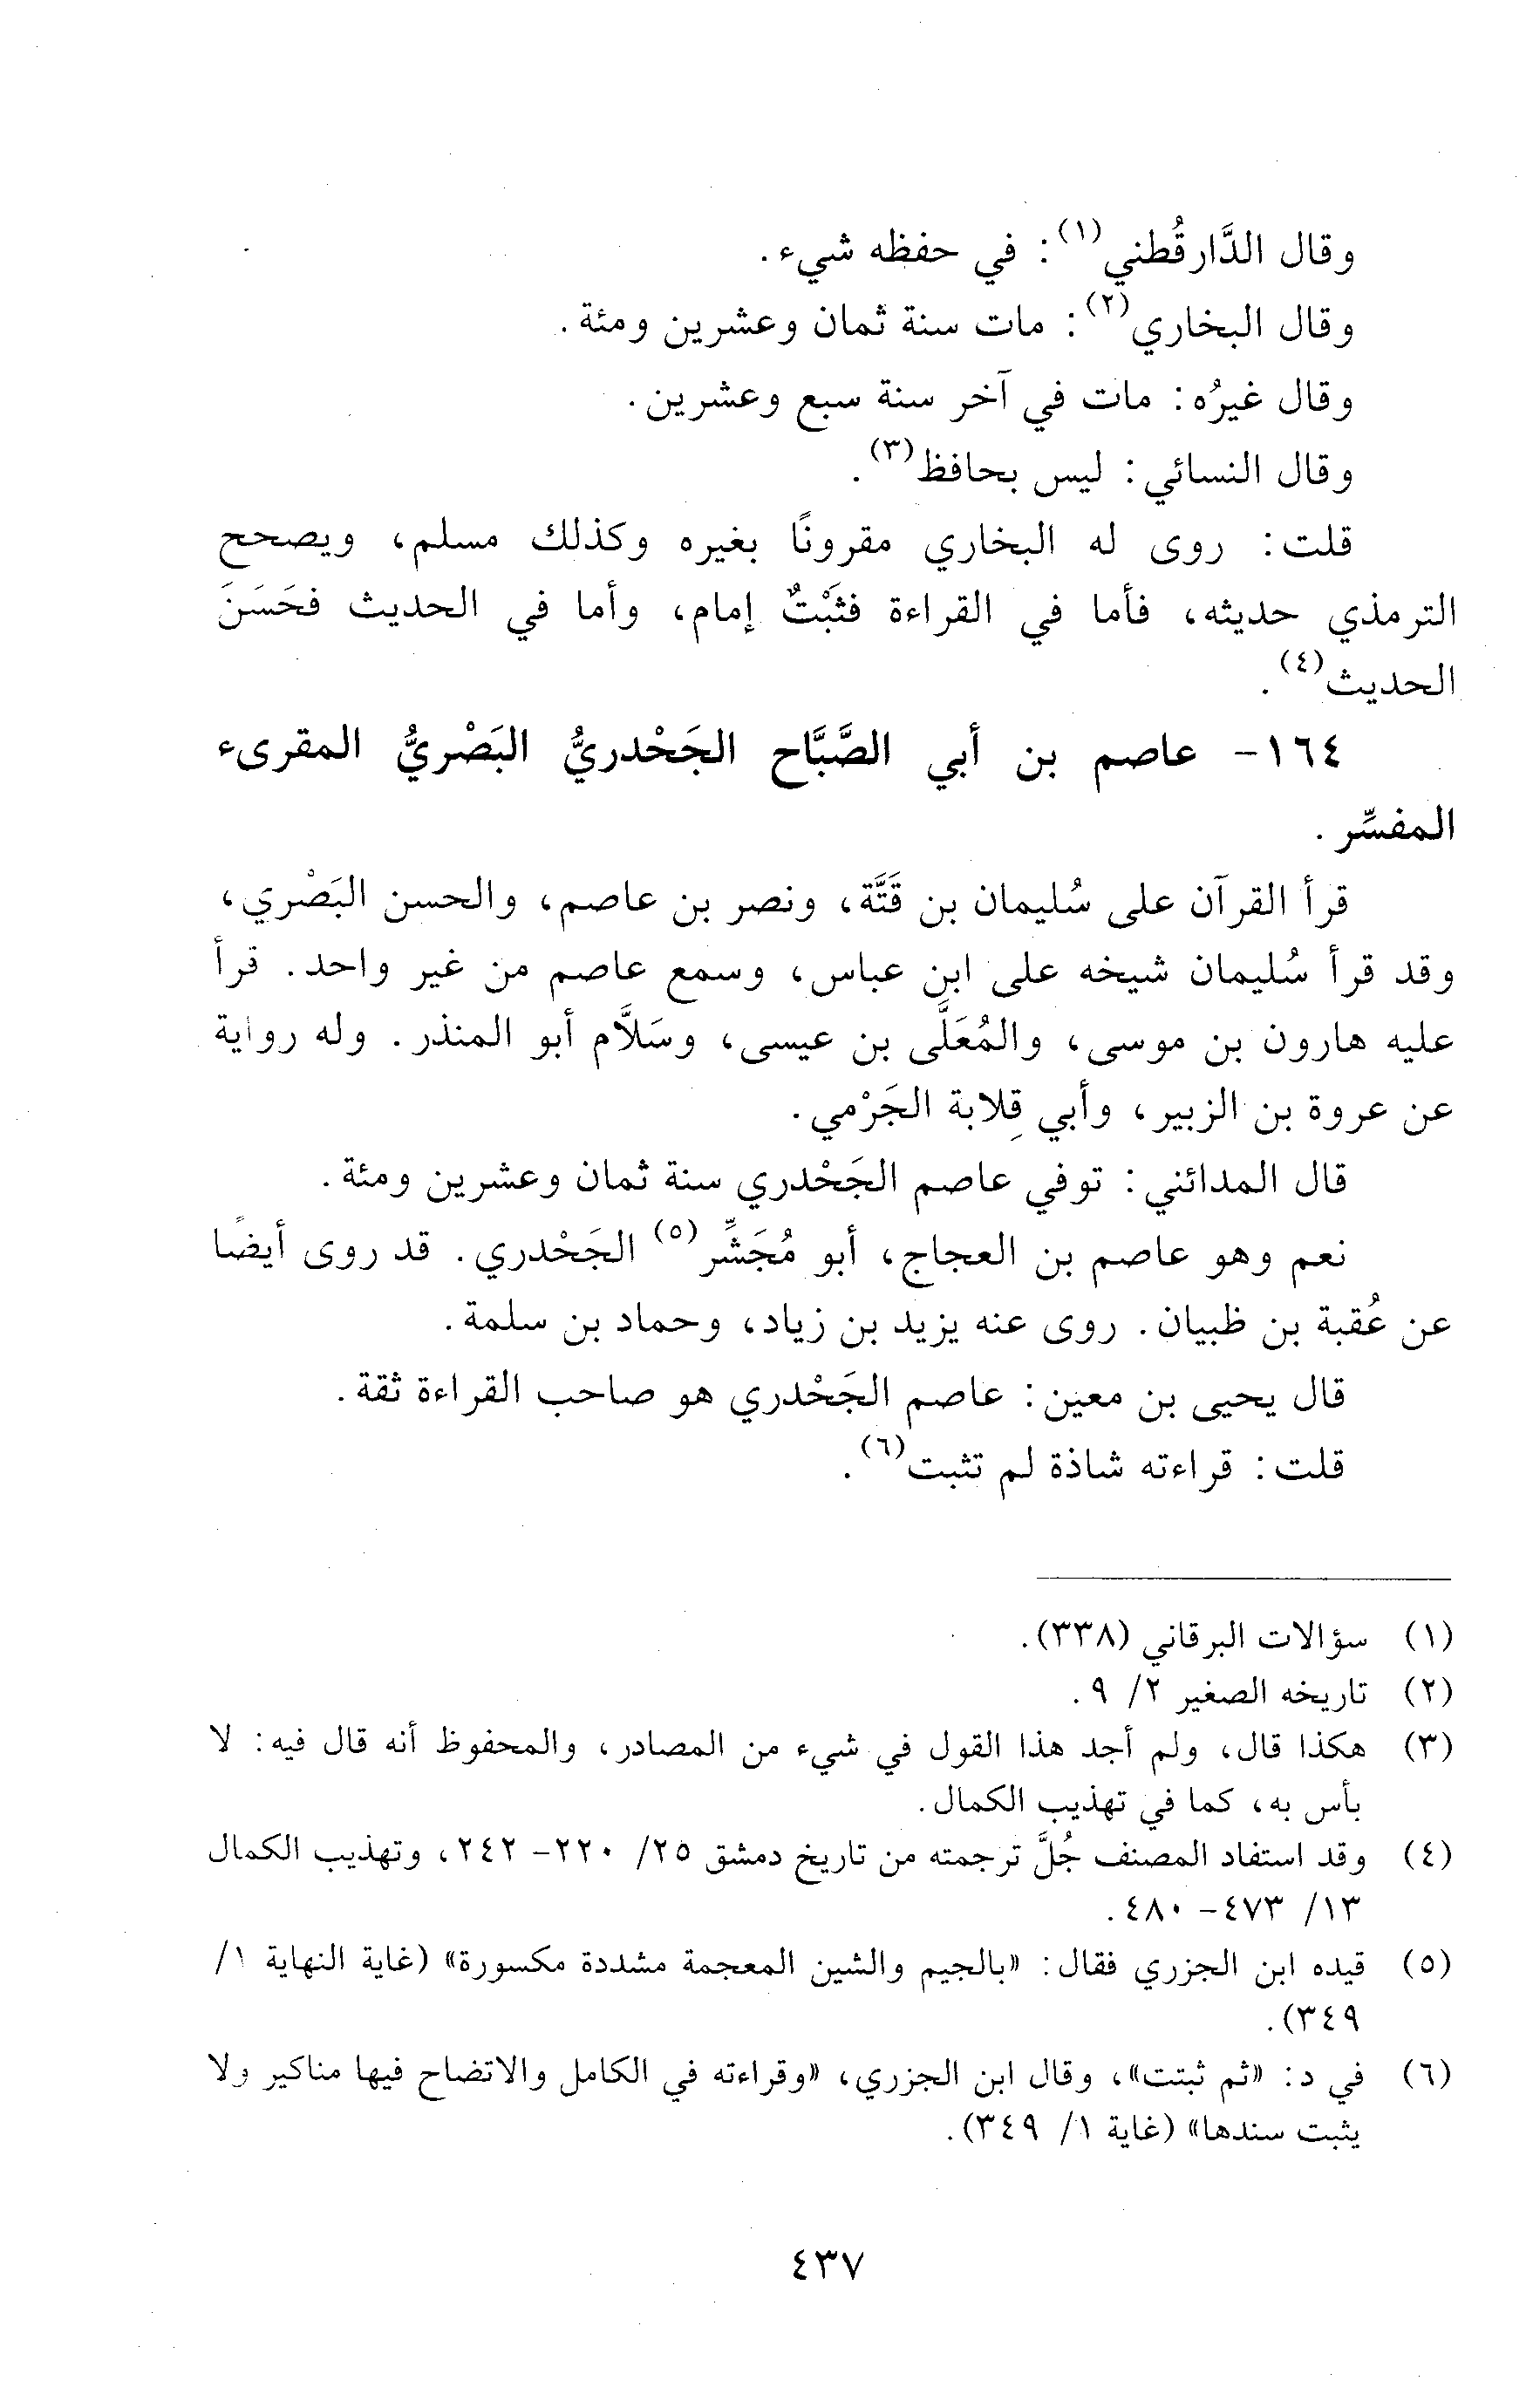 وقال الدَّارقُطني(١): في حفظه شيء.
وقال البخاري(٢): مات سنة ثمان وعشرين ومئة.
وقال غيرُه: مات في آخر سنة سبع وعشرين.
وقال النسائي: ليس بحافظ(٣).
قلت: روى له البخاري مقرونًا بغيره وكذلك مسلم، ويصحح
الترمذي حديثه، فأما في القراءة فثَبْتٌ إمام، وأما في الحديث فحَسَنَ
الحديث(٤).
١٦٤- عاصم بن أبي الصَّبَّاح الجَحْدريُّ البَصْريُّ المقرىء
المفسِّر.
قرأ القرآن على سُليمان بن قَتَّة، ونصر بن عاصم، والحسن البَصْري،
وقد قرأ سُليمان شيخه على ابن عباس، وسمع عاصم من غير واحد. قرأ
عليه هارون بن موسى، والمُعَلَّى بن عيسى، وسَلاَّم أبو المنذر. وله رواية
عن عروة بن الزبير، وأبي قِلابة الجَرْمي.
قال المدائني: توفي عاصم الجَحْدري سنة ثمان وعشرين ومئة.
نعم وهو عاصم بن العجاج، أبو مُجَشِّر(٥) الجَحْدري. قد روى أيضًا
عن عُقبة بن ظبيان. روى عنه يزيد بن زياد، وحماد بن سلمة.
قال يحيى بن معين: عاصم الجَحْدري هو صاحب القراءة ثقة.
قلت: قراءته شاذة لم تثبت(٦).
(١) سؤالات البرقاني (٣٣٨).
(٢) تاريخه الصغير ٢/ ٩.
(٣) هكذا قال، ولم أجد هذا القول في شيء من المصادر، والمحفوظ أنه قال فيه: لا
بأس به، كما في تهذيب الكمال.
(٤) وقد استفاد المصنف جُلَّ ترجمته من تاريخ دمشق ٢٥/ ٢٢٠- ٢٤٢، وتهذيب الكمال
١٣/ ٤٧٣- ٤٨٠.
(٥) قيده ابن الجزري فقال: «بالجيم والشين المعجمة مشددة مكسورة» (غاية النهاية ١/
٣٤٩).
(٦) في د: «ثم ثبتت»، وقال ابن الجزري، «وقراءته في الكامل والاتضاح فيها مناكير ولا
يثبت سندها» (غاية ١/ ٣٤٩).
٤٣٧